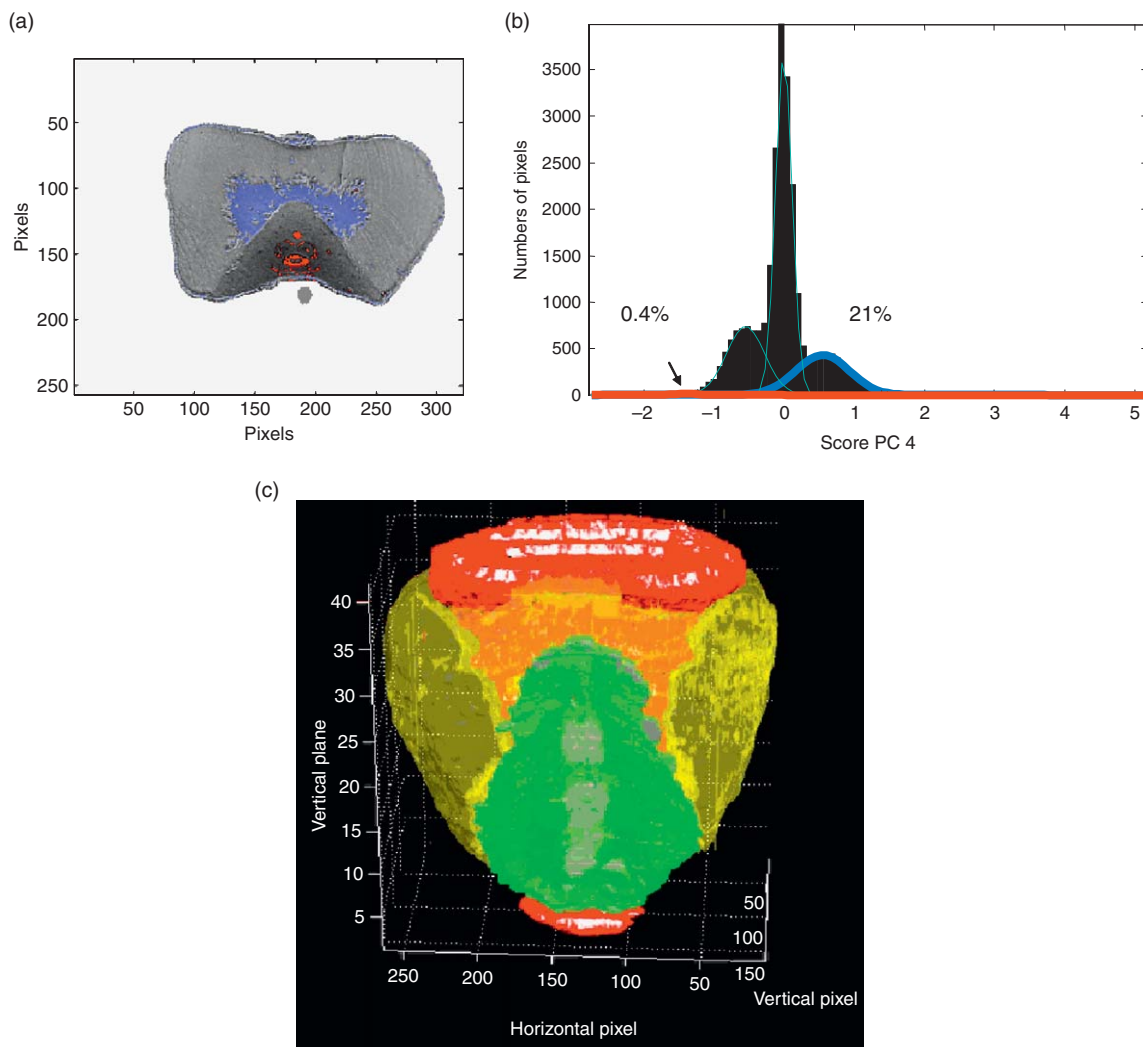 (a)
50
100
150
200
250
Pixels
50 100 150 200 250 300
Pixels
(b)
3500
3000
2500
2000
1500
1000
500
0
Numbers of pixels
0.4%
21%
–2 –1 0 1 2 3 4 5
Score PC 4
(c)
40
35
30
25
20
15
10
5
Vertical plane
250 200 150 100 50
Horizontal pixel
50
100
150
Vertical pixel